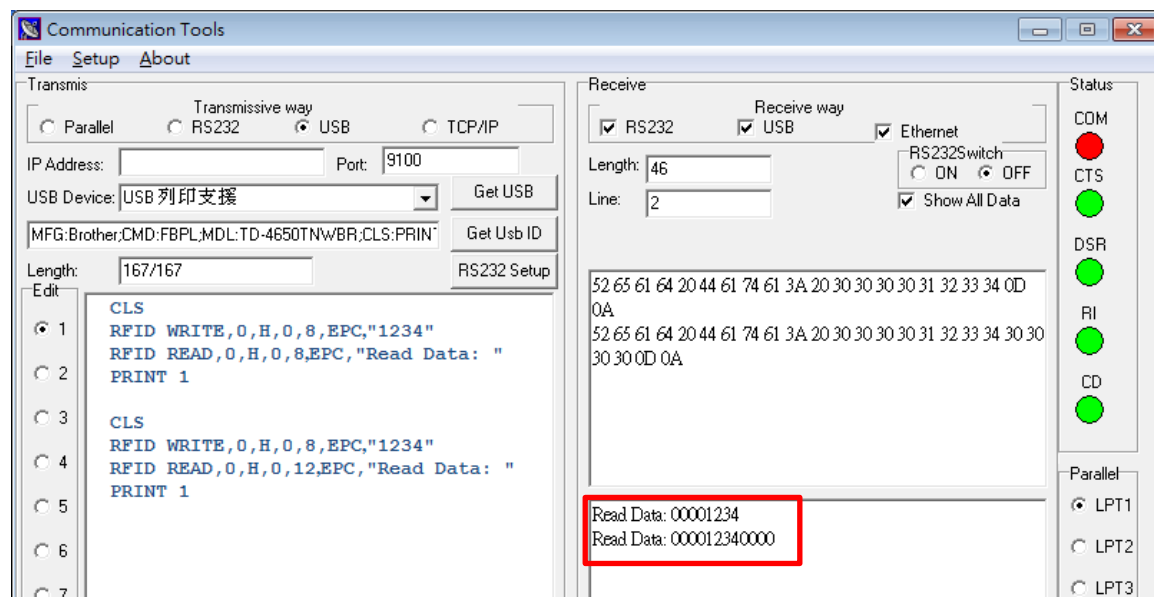 Communication Tools
File Setup About
Transmis
Transmissive way
Parallel RS232 USB TCP/IP
IP Address: Port: 9100
USB Device: USB 列印支援 Get USB
MFG:Brother;CMD:FBPL;MDL:TD-4650TNWBR;CLS:PRIN Get Usb ID
Length: 167/167 RS232 Setup
Edit
1
2
3
4
5
6
7
CLS
RFID WRITE,0,H,0,8,EPC,"1234"
RFID READ,0,H,0,8,EPC,"Read Data: "
PRINT 1
CLS
RFID WRITE,0,H,0,8,EPC,"1234"
RFID READ,0,H,0,12,EPC,"Read Data: "
PRINT 1
Receive
Receive way
RS232 USB Ethernet
Length: 46
RS232Switch
ON OFF
Line: 2
Show All Data
52 65 61 64 20 44 61 74 61 3A 20 30 30 30 30 31 32 33 34 0D
0A
52 65 61 64 20 44 61 74 61 3A 20 30 30 30 30 31 32 33 34 30 30
30 30 0D 0A
Read Data: 00001234
Read Data: 000012340000
Status
COM
CTS
DSR
RI
CD
Parallel
LPT1
LPT2
LPT3